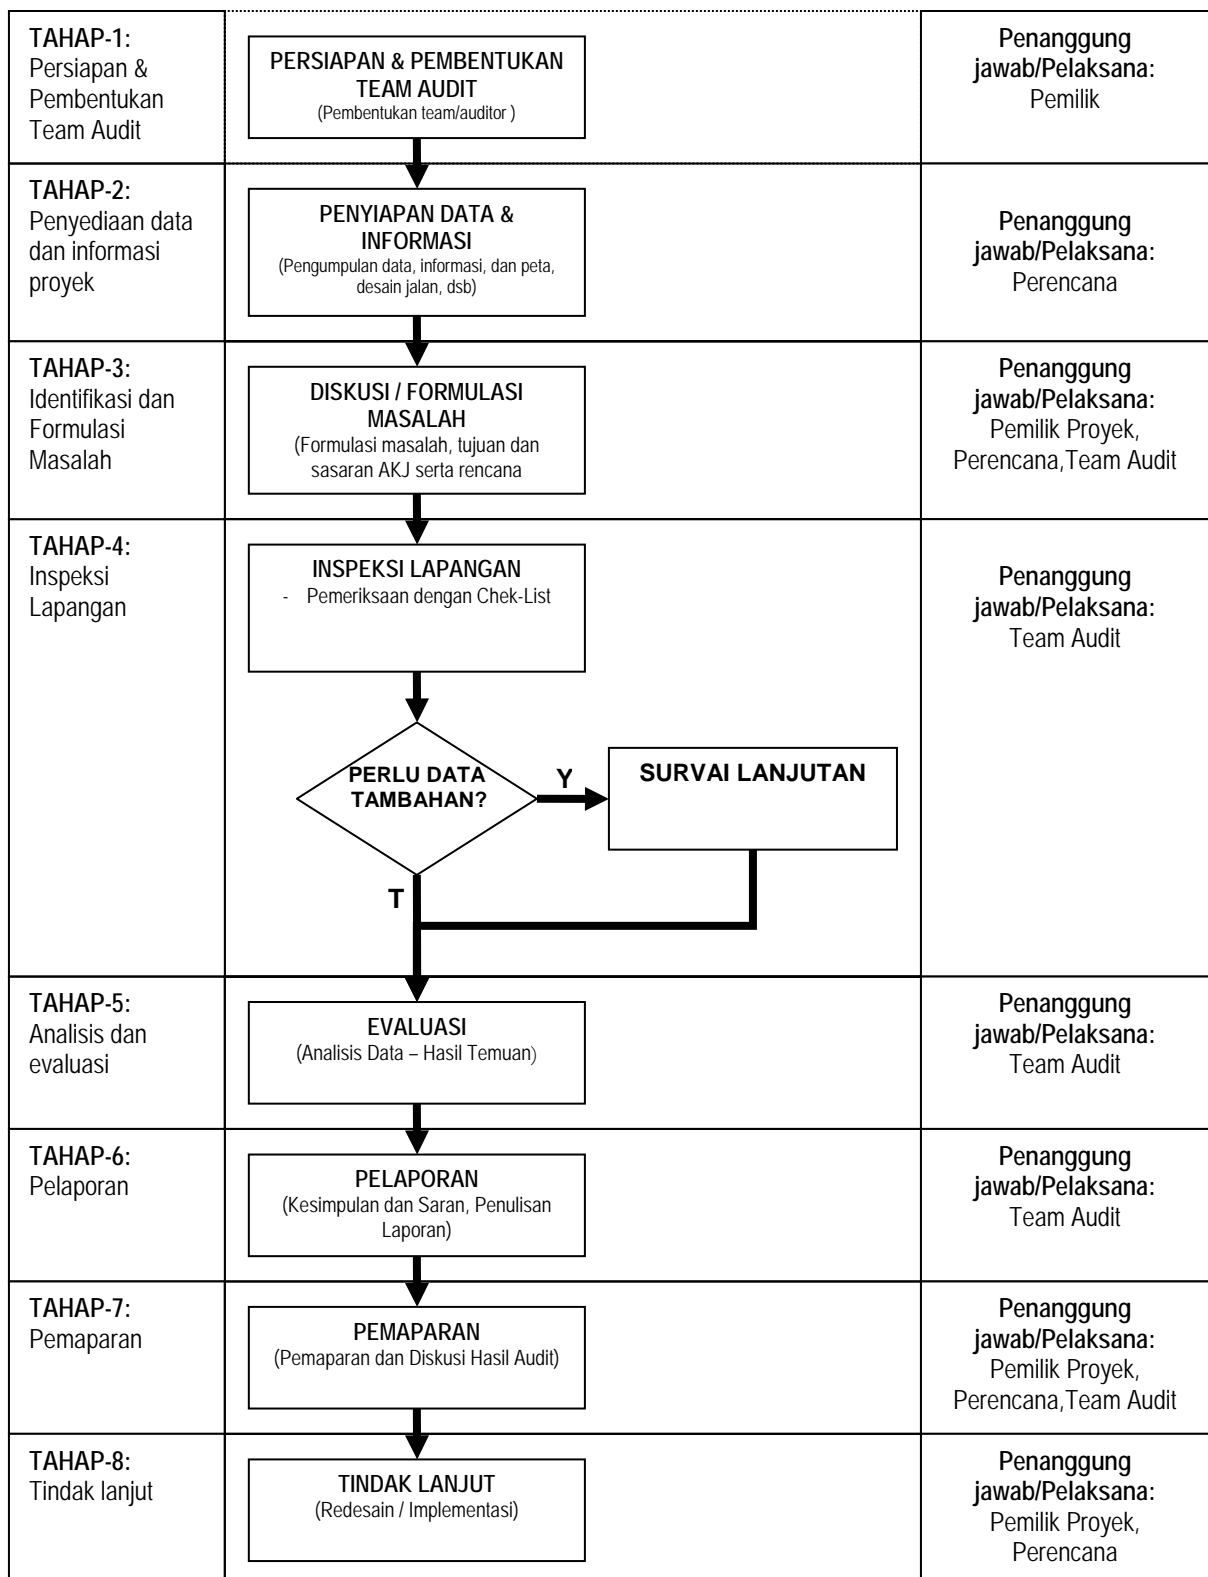 TAHAP-1:
Persiapan &
Pembentukan
Team Audit
PERSIAPAN & PEMBENTUKAN
TEAM AUDIT
(Pembentukan team/auditor )
Penanggung
jawab/Pelaksana:
Pemilik
TAHAP-2:
Penyediaan data
dan informasi
proyek
PENYIAPAN DATA &
INFORMASI
(Pengumpulan data, informasi, dan peta,
desain jalan, dsb)
Penanggung
jawab/Pelaksana:
Perencana
TAHAP-3:
Identifikasi dan
Formulasi
Masalah
DISKUSI / FORMULASI
MASALAH
(Formulasi masalah, tujuan dan
sasaran AKJ serta rencana
Penanggung
jawab/Pelaksana:
Pemilik Proyek,
Perencana,Team Audit
TAHAP-4:
Inspeksi
Lapangan
INSPEKSI LAPANGAN
- Pemeriksaan dengan Chek-List
Penanggung
jawab/Pelaksana:
Team Audit
PERLU DATA
TAMBAHAN?
Y
SURVAI LANJUTAN
T
TAHAP-5:
Analisis dan
evaluasi
EVALUASI
(Analisis Data – Hasil Temuan)
Penanggung
jawab/Pelaksana:
Team Audit
TAHAP-6:
Pelaporan
PELAPORAN
(Kesimpulan dan Saran, Penulisan
Laporan)
Penanggung
jawab/Pelaksana:
Team Audit
TAHAP-7:
Pemaparan
PEMAPARAN
(Pemaparan dan Diskusi Hasil Audit)
Penanggung
jawab/Pelaksana:
Pemilik Proyek,
Perencana,Team Audit
TAHAP-8:
Tindak lanjut
TINDAK LANJUT
(Redesain / Implementasi)
Penanggung
jawab/Pelaksana:
Pemilik Proyek,
Perencana